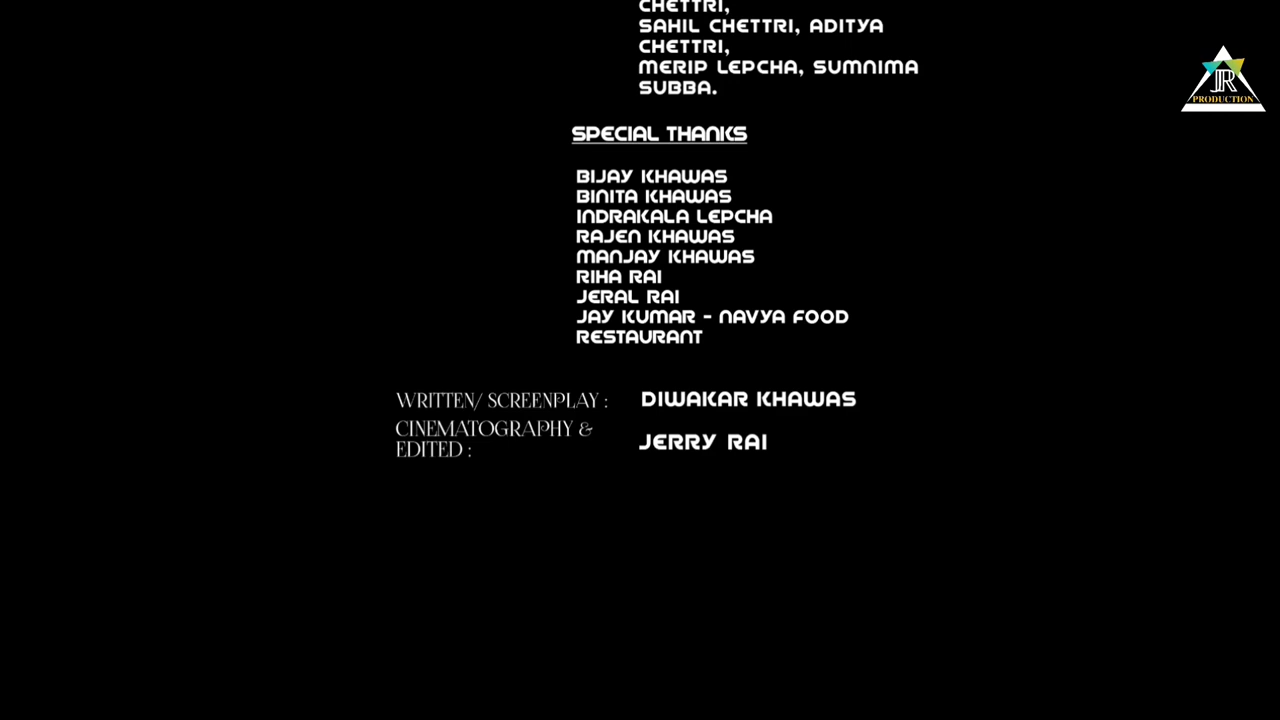 CHETTRI,
SAHIL CHETTRI, ADITYA
CHETTRI,
MERIP LEPCHA, SUMNIMA
SUBBA.
JR
PRODUCTION
SPECIAL THANKS
BIJAY KHAWAS
BINITA KHAWAS
INDRAKALA LEPCHA
RAJEN KHAWAS
MANJAY KHAWAS
RIHA RAI
JERAL RAI
JAY KUMAR - NAVYA FOOD
RESTAURANT
WRITTEN/ SCREENPLAY : DIWAKAR KHAWAS
CINEMATOGRAPHY &
EDITED : JERRY RAI